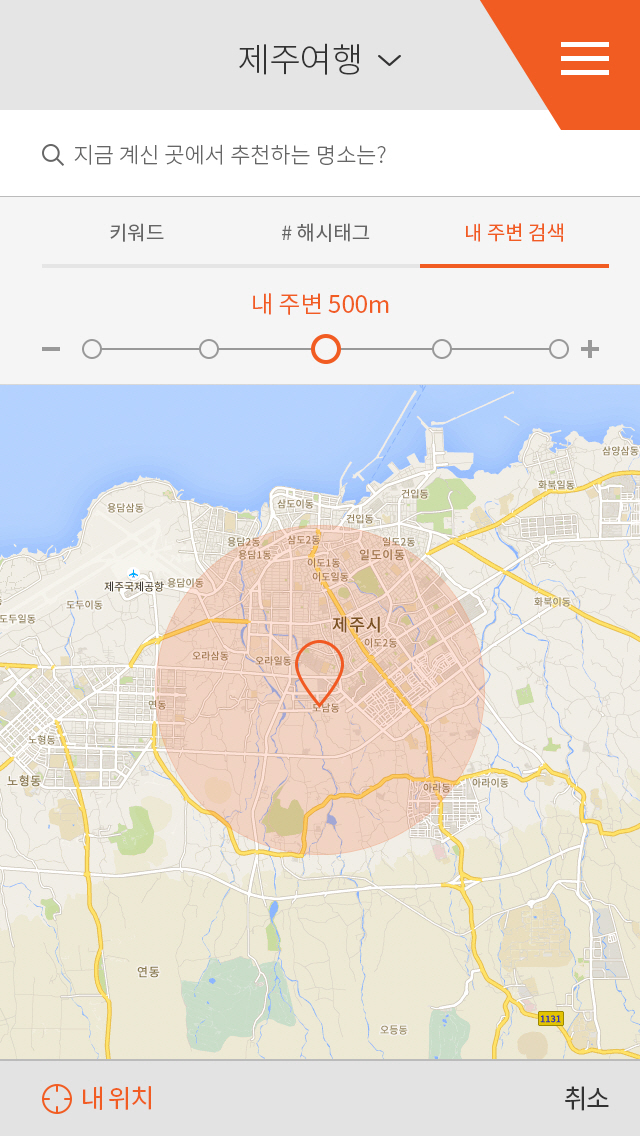 제주여행
지금 계신 곳에서 추천하는 명소는?
키워드
# 해시태그
내 주변 검색
내 주변 500m
삼양삼동
화북일동
건입동
용담삼동
삼도이동
건입동
용담2동
삼도2동
일도2동
용담1동
일도이동
이도1동
이도일동
제주국제공항
용담이동
도두이동
화북이동
도두일동
제주시
이도2동
오라삼동
오라일동
연동
도남동
노형동
노형동
아라동
아라이동
연동
1131
오등동
내 위치
취소